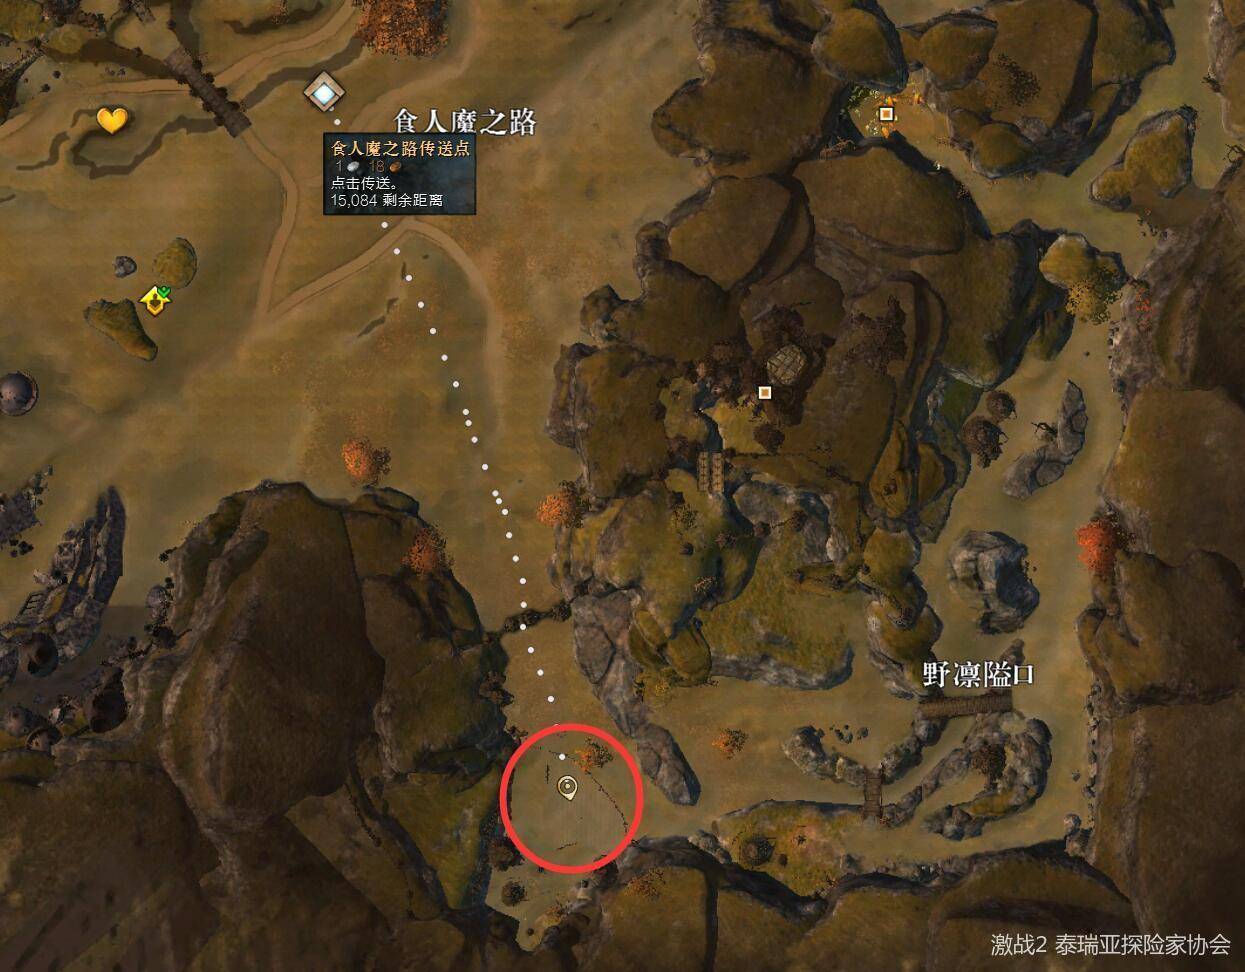 食人魔之路
食人魔之路传送点
1 18
点击传送。
15,084 剩余距离
野凛隘口
激战2 泰瑞亚探险家协会